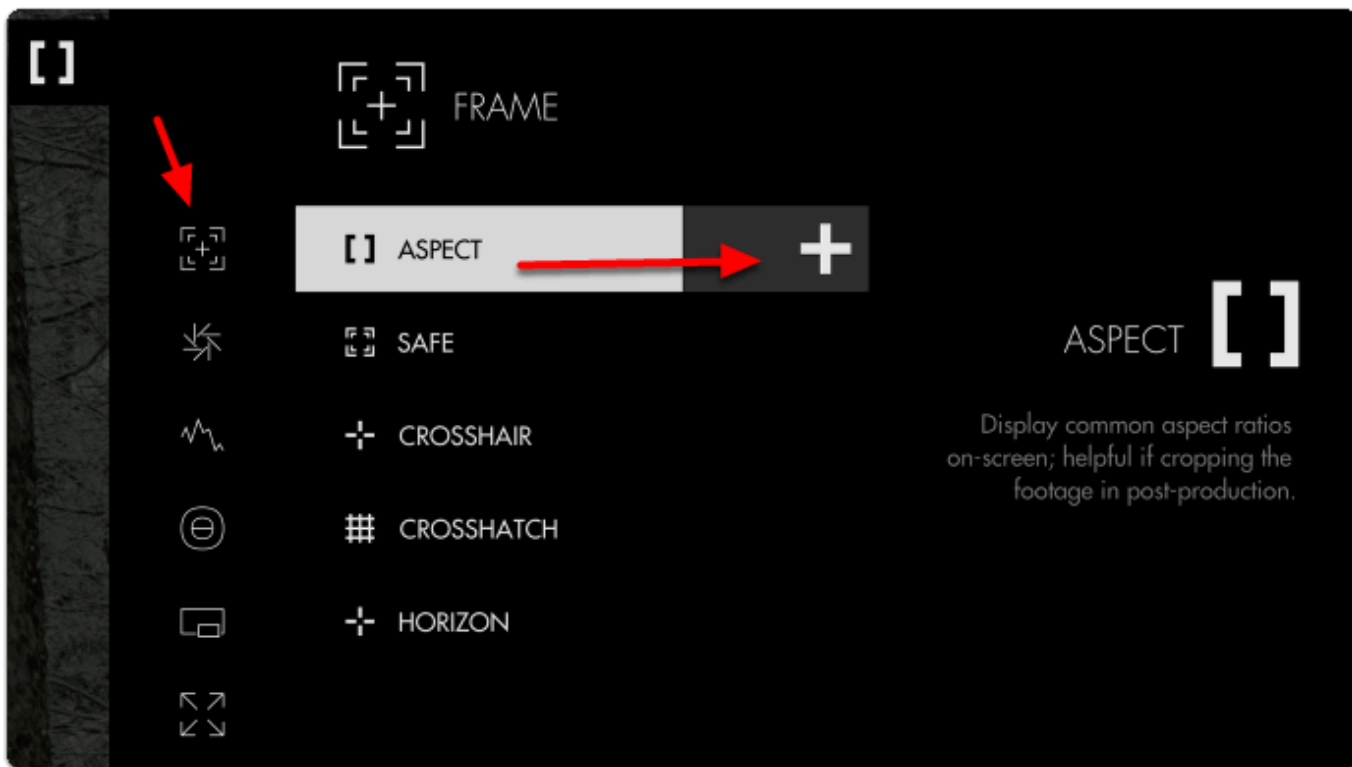 FRAME
ASPECT
SAFE
CROSSHAIR
CROSSHATCH
HORIZON
ASPECT
Display common aspect ratios
on-screen; helpful if cropping the
footage in post-production.